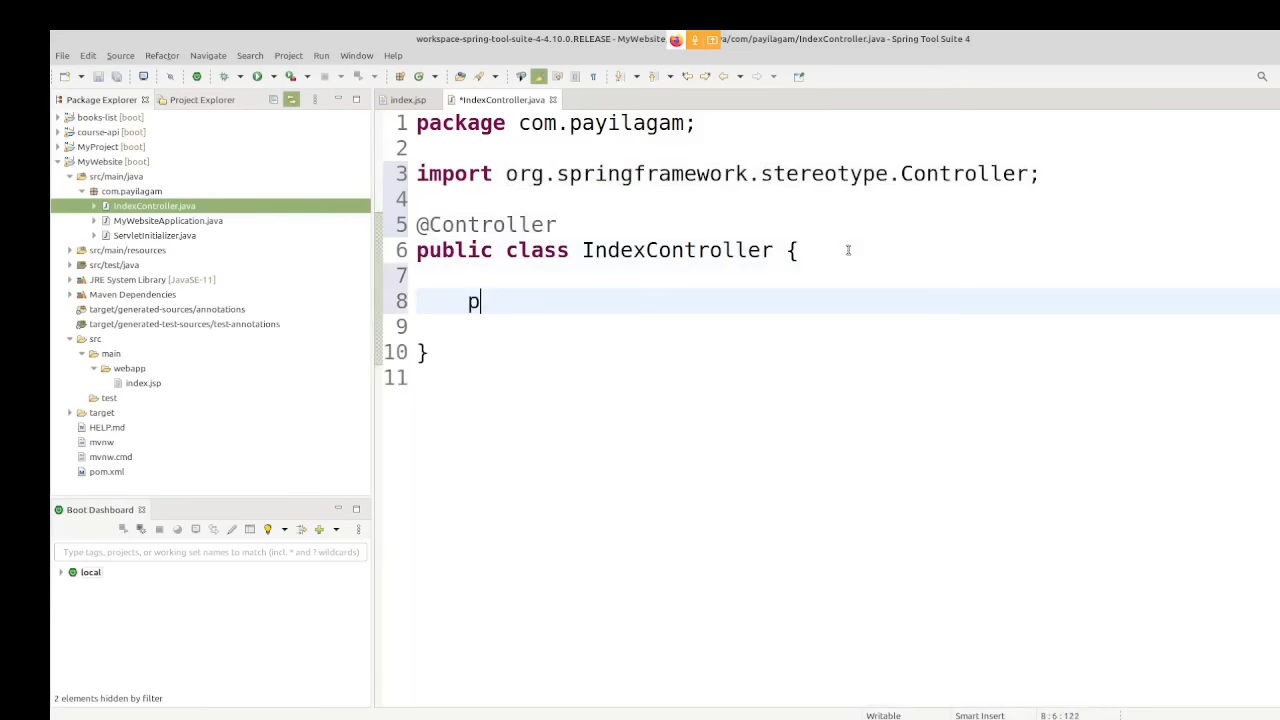 workspace-spring-tool-suite-4-4.10.0.RELEASE - MyWebsite va/com/payilagam/IndexController.java - Spring Tool Suite 4
File Edit Source Refactor Navigate Search Project Run Window Help
Package Explorer Project Explorer
index.jsp *IndexController.java
books-list [boot]
course-api [boot]
MyProject [boot]
MyWebsite [boot]
src/main/java
com.payilagam
IndexController.java
MyWebsiteApplication.java
ServletInitializer.java
src/main/resources
src/test/java
JRE System Library [JavaSE-11]
Maven Dependencies
target/generated-sources/annotations
target/generated-test-sources/test-annotations
src
main
webapp
index.jsp
test
target
HELP.md
mvnw
mvnw.cmd
pom.xml
1 package com.payilagam;
2
3 import org.springframework.stereotype.Controller;
4
5 @Controller
6 public class IndexController {
7
8 p
9
10 }
11
Boot Dashboard
Type tags, projects, or working set names to match (incl. * and ? wildcards)
local
2 elements hidden by filter
Writable Smart Insert 8 : 6 : 122